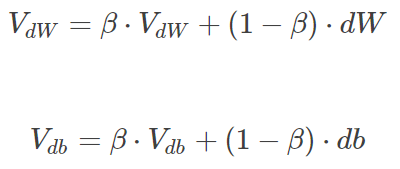 V_{dW} = β · V_{dW} + (1 − β) · dW
V_{db} = β · V_{db} + (1 − β) · db